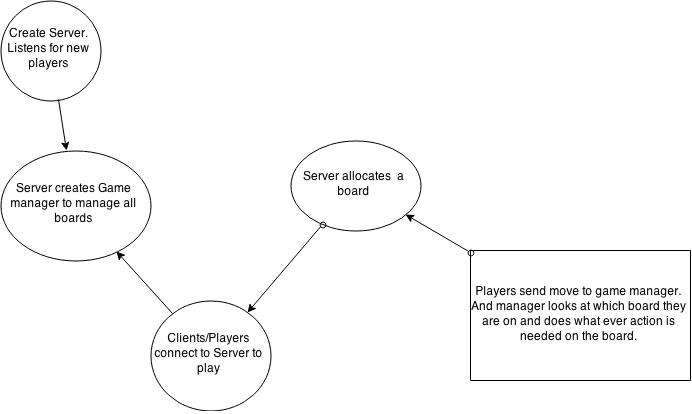 Create Server.
Listens for new
players
Server creates Game
manager to manage all
boards
Server allocates a
board
Clients/Players
connect to Server to
play
Players send move to game manager.
And manager looks at which board they
are on and does what ever action is
needed on the board.